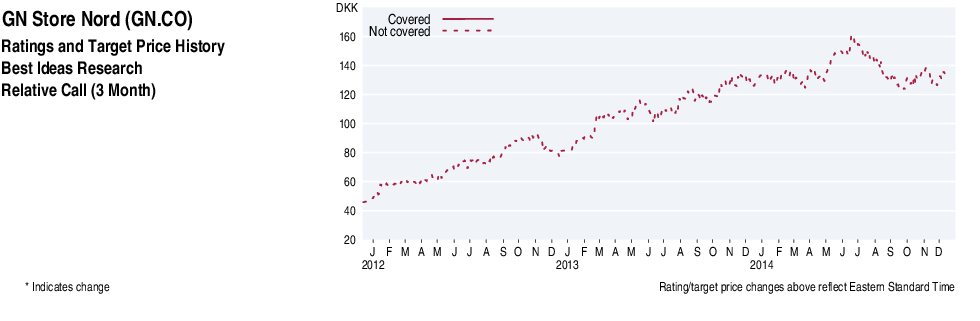 GN Store Nord (GN.CO)
Ratings and Target Price History
Best Ideas Research
Relative Call (3 Month)
DKK
Covered
Not covered
160
140
120
100
80
60
40
20
J F M A M J J A S O N D J F M A M J J A S O N D J F M A M J J A S O N D
2012 2013 2014
* Indicates change
Rating/target price changes above reflect Eastern Standard Time